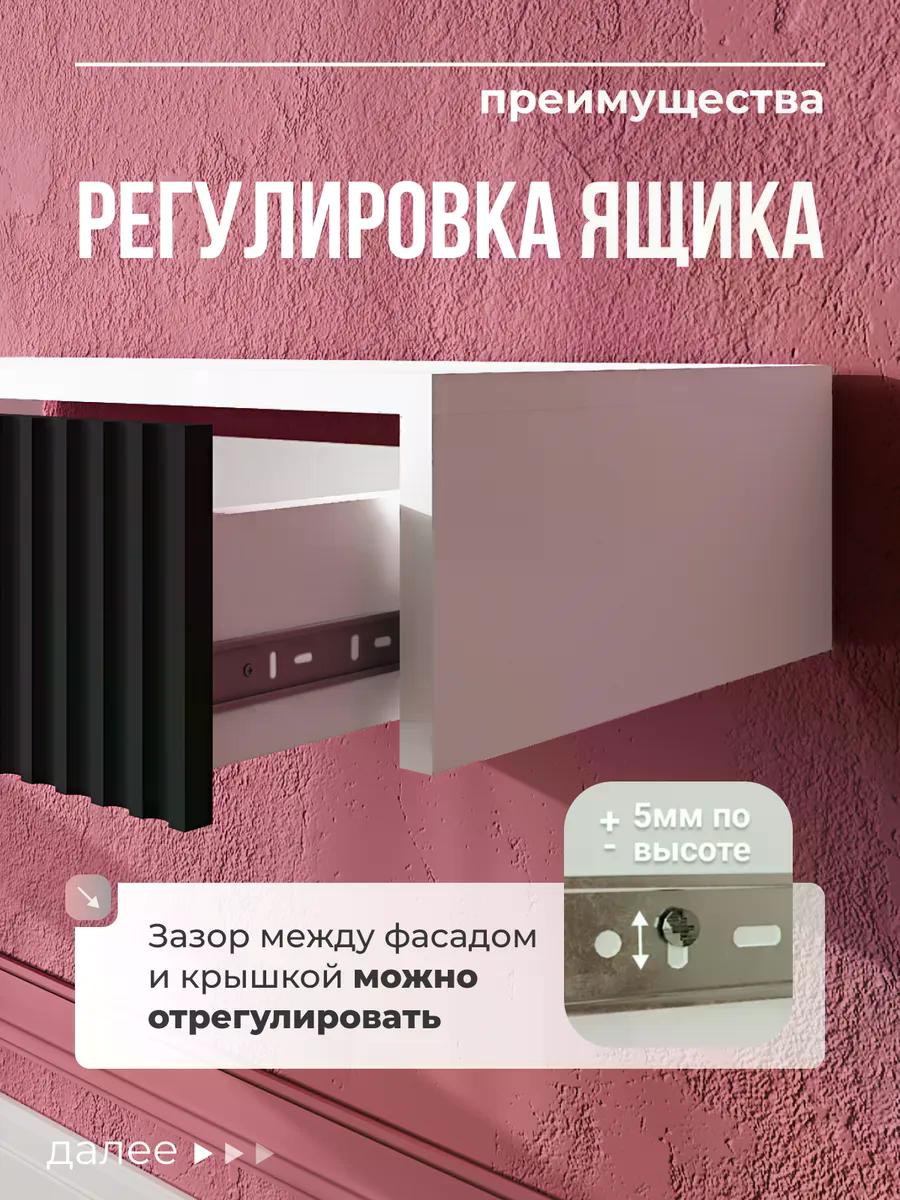 преимущества
РЕГУЛИРОВКА ЯЩИКА
+ 5мм по
- высоте
Зазор между фасадом
и крышкой можно
отрегулировать
далее